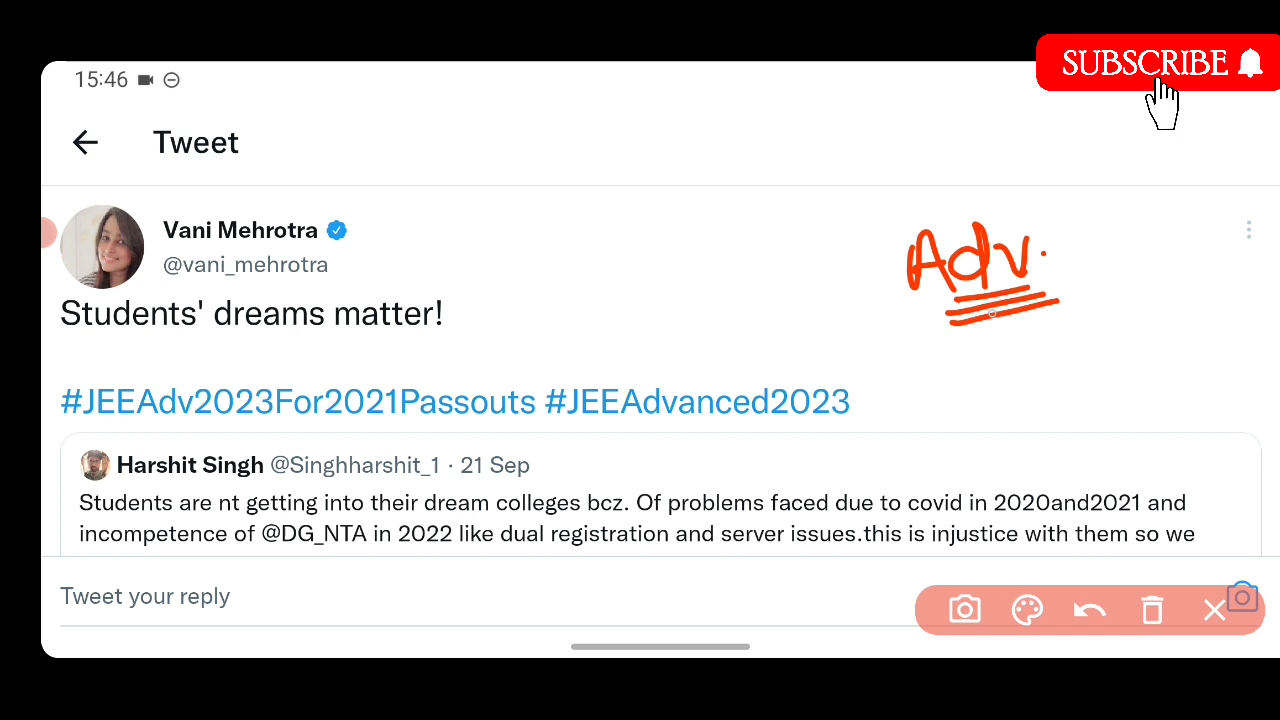 SUBSCRIBE
15:46
Tweet
Vani Mehrotra
@vani_mehrotra
Adv.
Students' dreams matter!
#JEEAdv2023For2021Passouts #JEEAdvanced2023
Harshit Singh @Singhharshit_1 · 21 Sep
Students are nt getting into their dream colleges bcz. Of problems faced due to covid in 2020and2021 and
incompetence of @DG_NTA in 2022 like dual registration and server issues.this is injustice with them so we
Tweet your reply